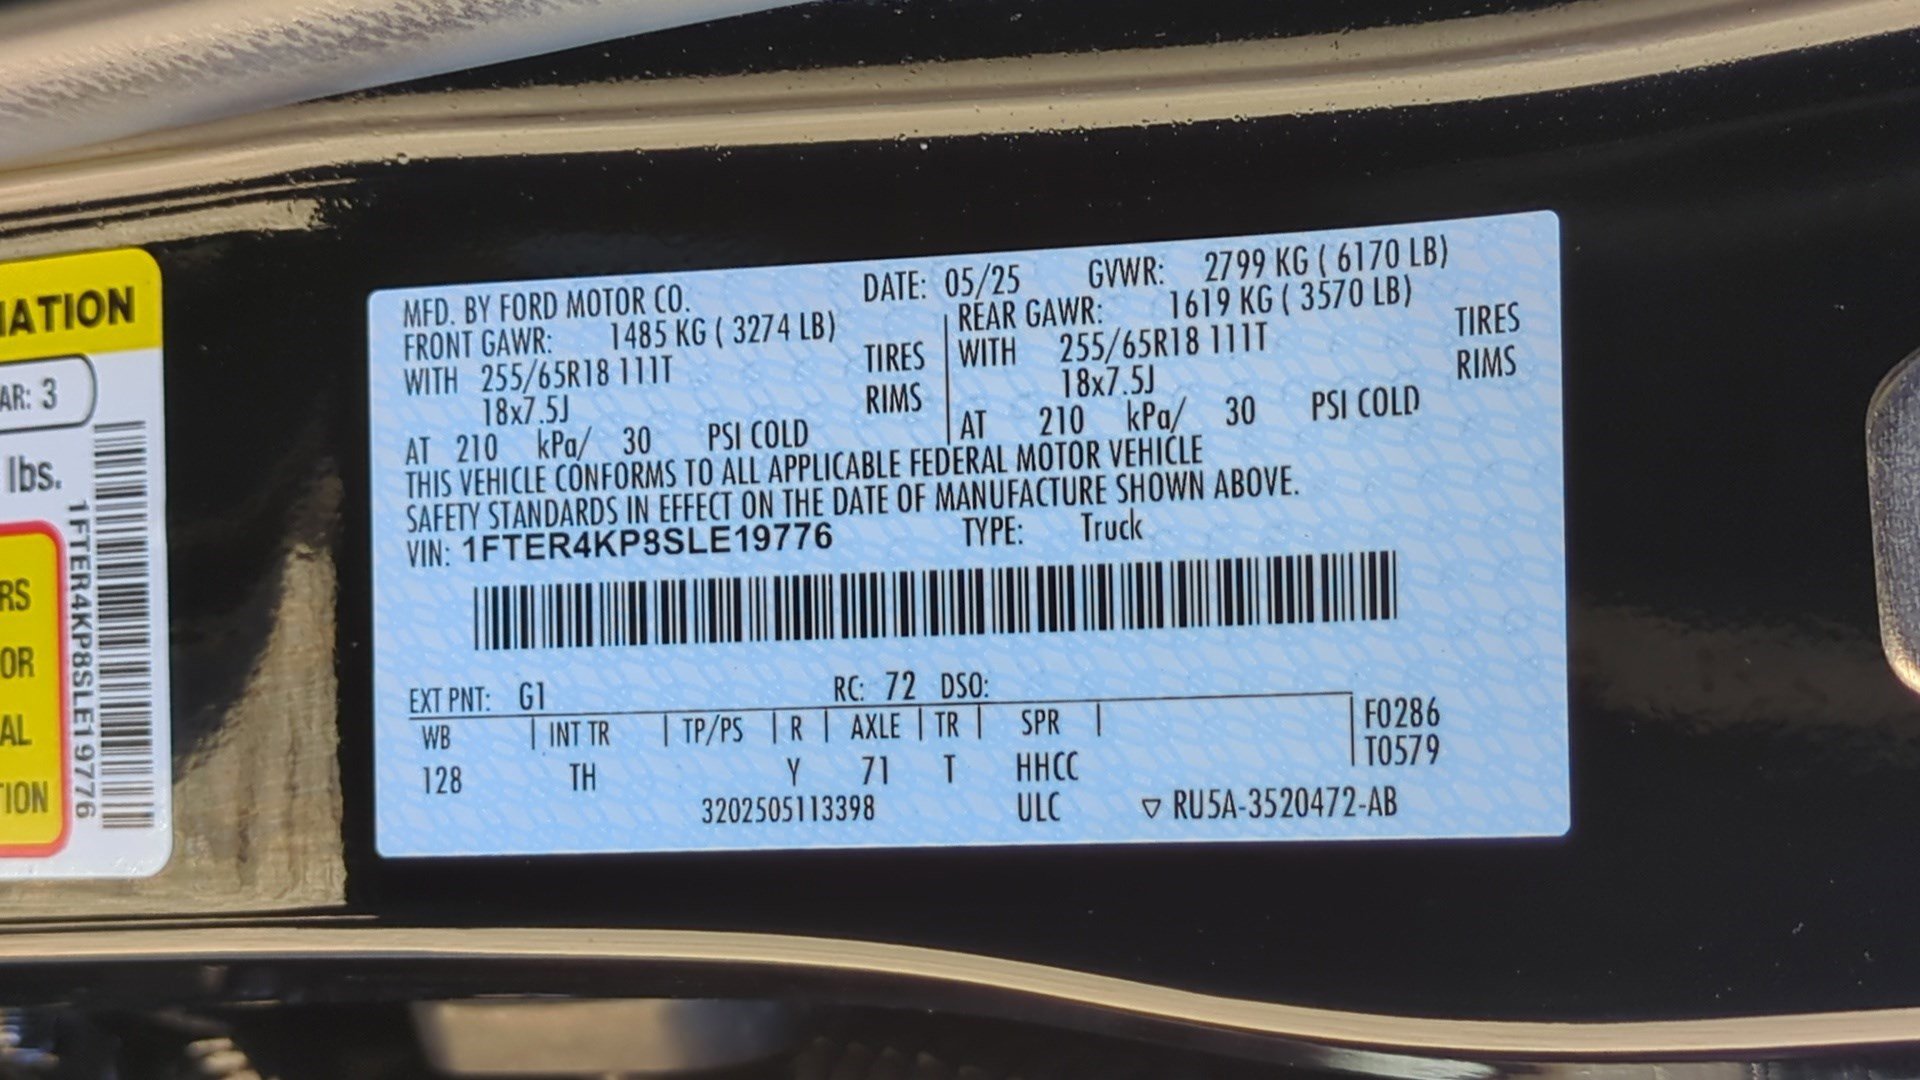 MATION
AR: 3
lbs.
1FTER4KP8SLE19776
RS
OR
AL
TION
MFD. BY FORD MOTOR CO. DATE: 05/25 GVWR: 2799 KG ( 6170 LB)
FRONT GAWR: 1485 KG ( 3274 LB) REAR GAWR: 1619 KG ( 3570 LB)
WITH 255/65R18 111T TIRES WITH 255/65R18 111T TIRES
18x7.5J RIMS 18x7.5J RIMS
AT 210 kPa/ 30 PSI COLD AT 210 kPa/ 30 PSI COLD
THIS VEHICLE CONFORMS TO ALL APPLICABLE FEDERAL MOTOR VEHICLE
SAFETY STANDARDS IN EFFECT ON THE DATE OF MANUFACTURE SHOWN ABOVE.
VIN: 1FTER4KP8SLE19776 TYPE: Truck
EXT PNT: G1 RC: 72 DSO:
WB | INT TR | TP/PS | R | AXLE | TR | SPR | F0286
T0579
128 TH Y 71 T HHCC
3202505113398 ULC ▽ RU5A-3520472-AB